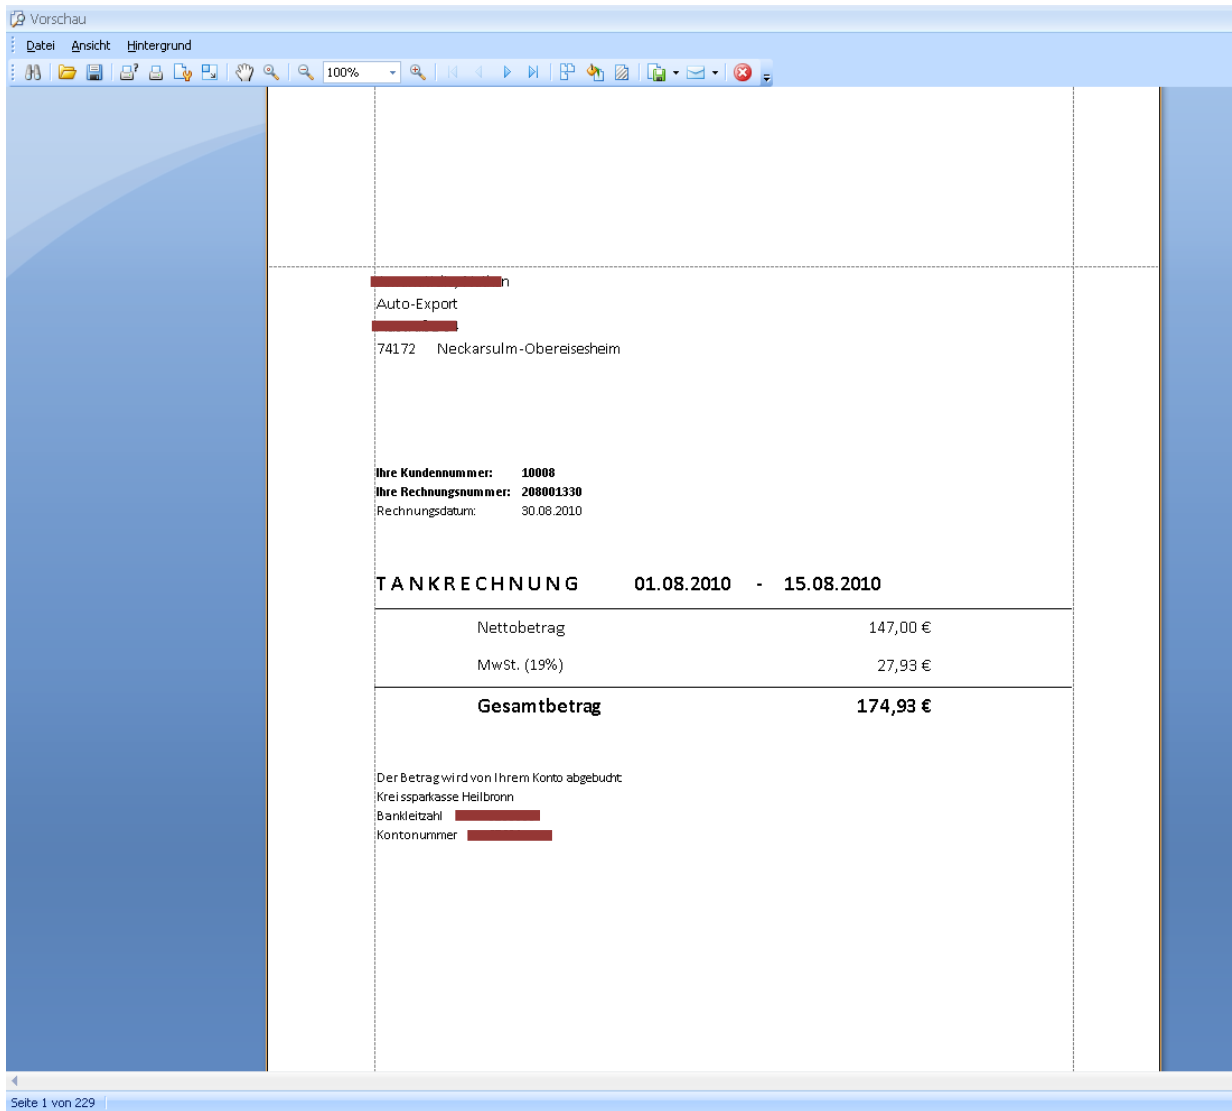 Vorschau
Datei Ansicht Hintergrund
100%
Auto-Export
74172 Neckarsulm-Obereisesheim
Ihre Kundennummer: 10008
Ihre Rechnungsnummer: 208001330
Rechnungsdatum: 30.08.2010
TANKRECHNUNG 01.08.2010 - 15.08.2010
Nettobetrag 147,00 €
MwSt. (19%) 27,93 €
Gesamtbetrag 174,93 €
Der Betrag wird von Ihrem Konto abgebucht
Kreissparkasse Heilbronn
Bankleitzahl
Kontonummer
Seite 1 von 229